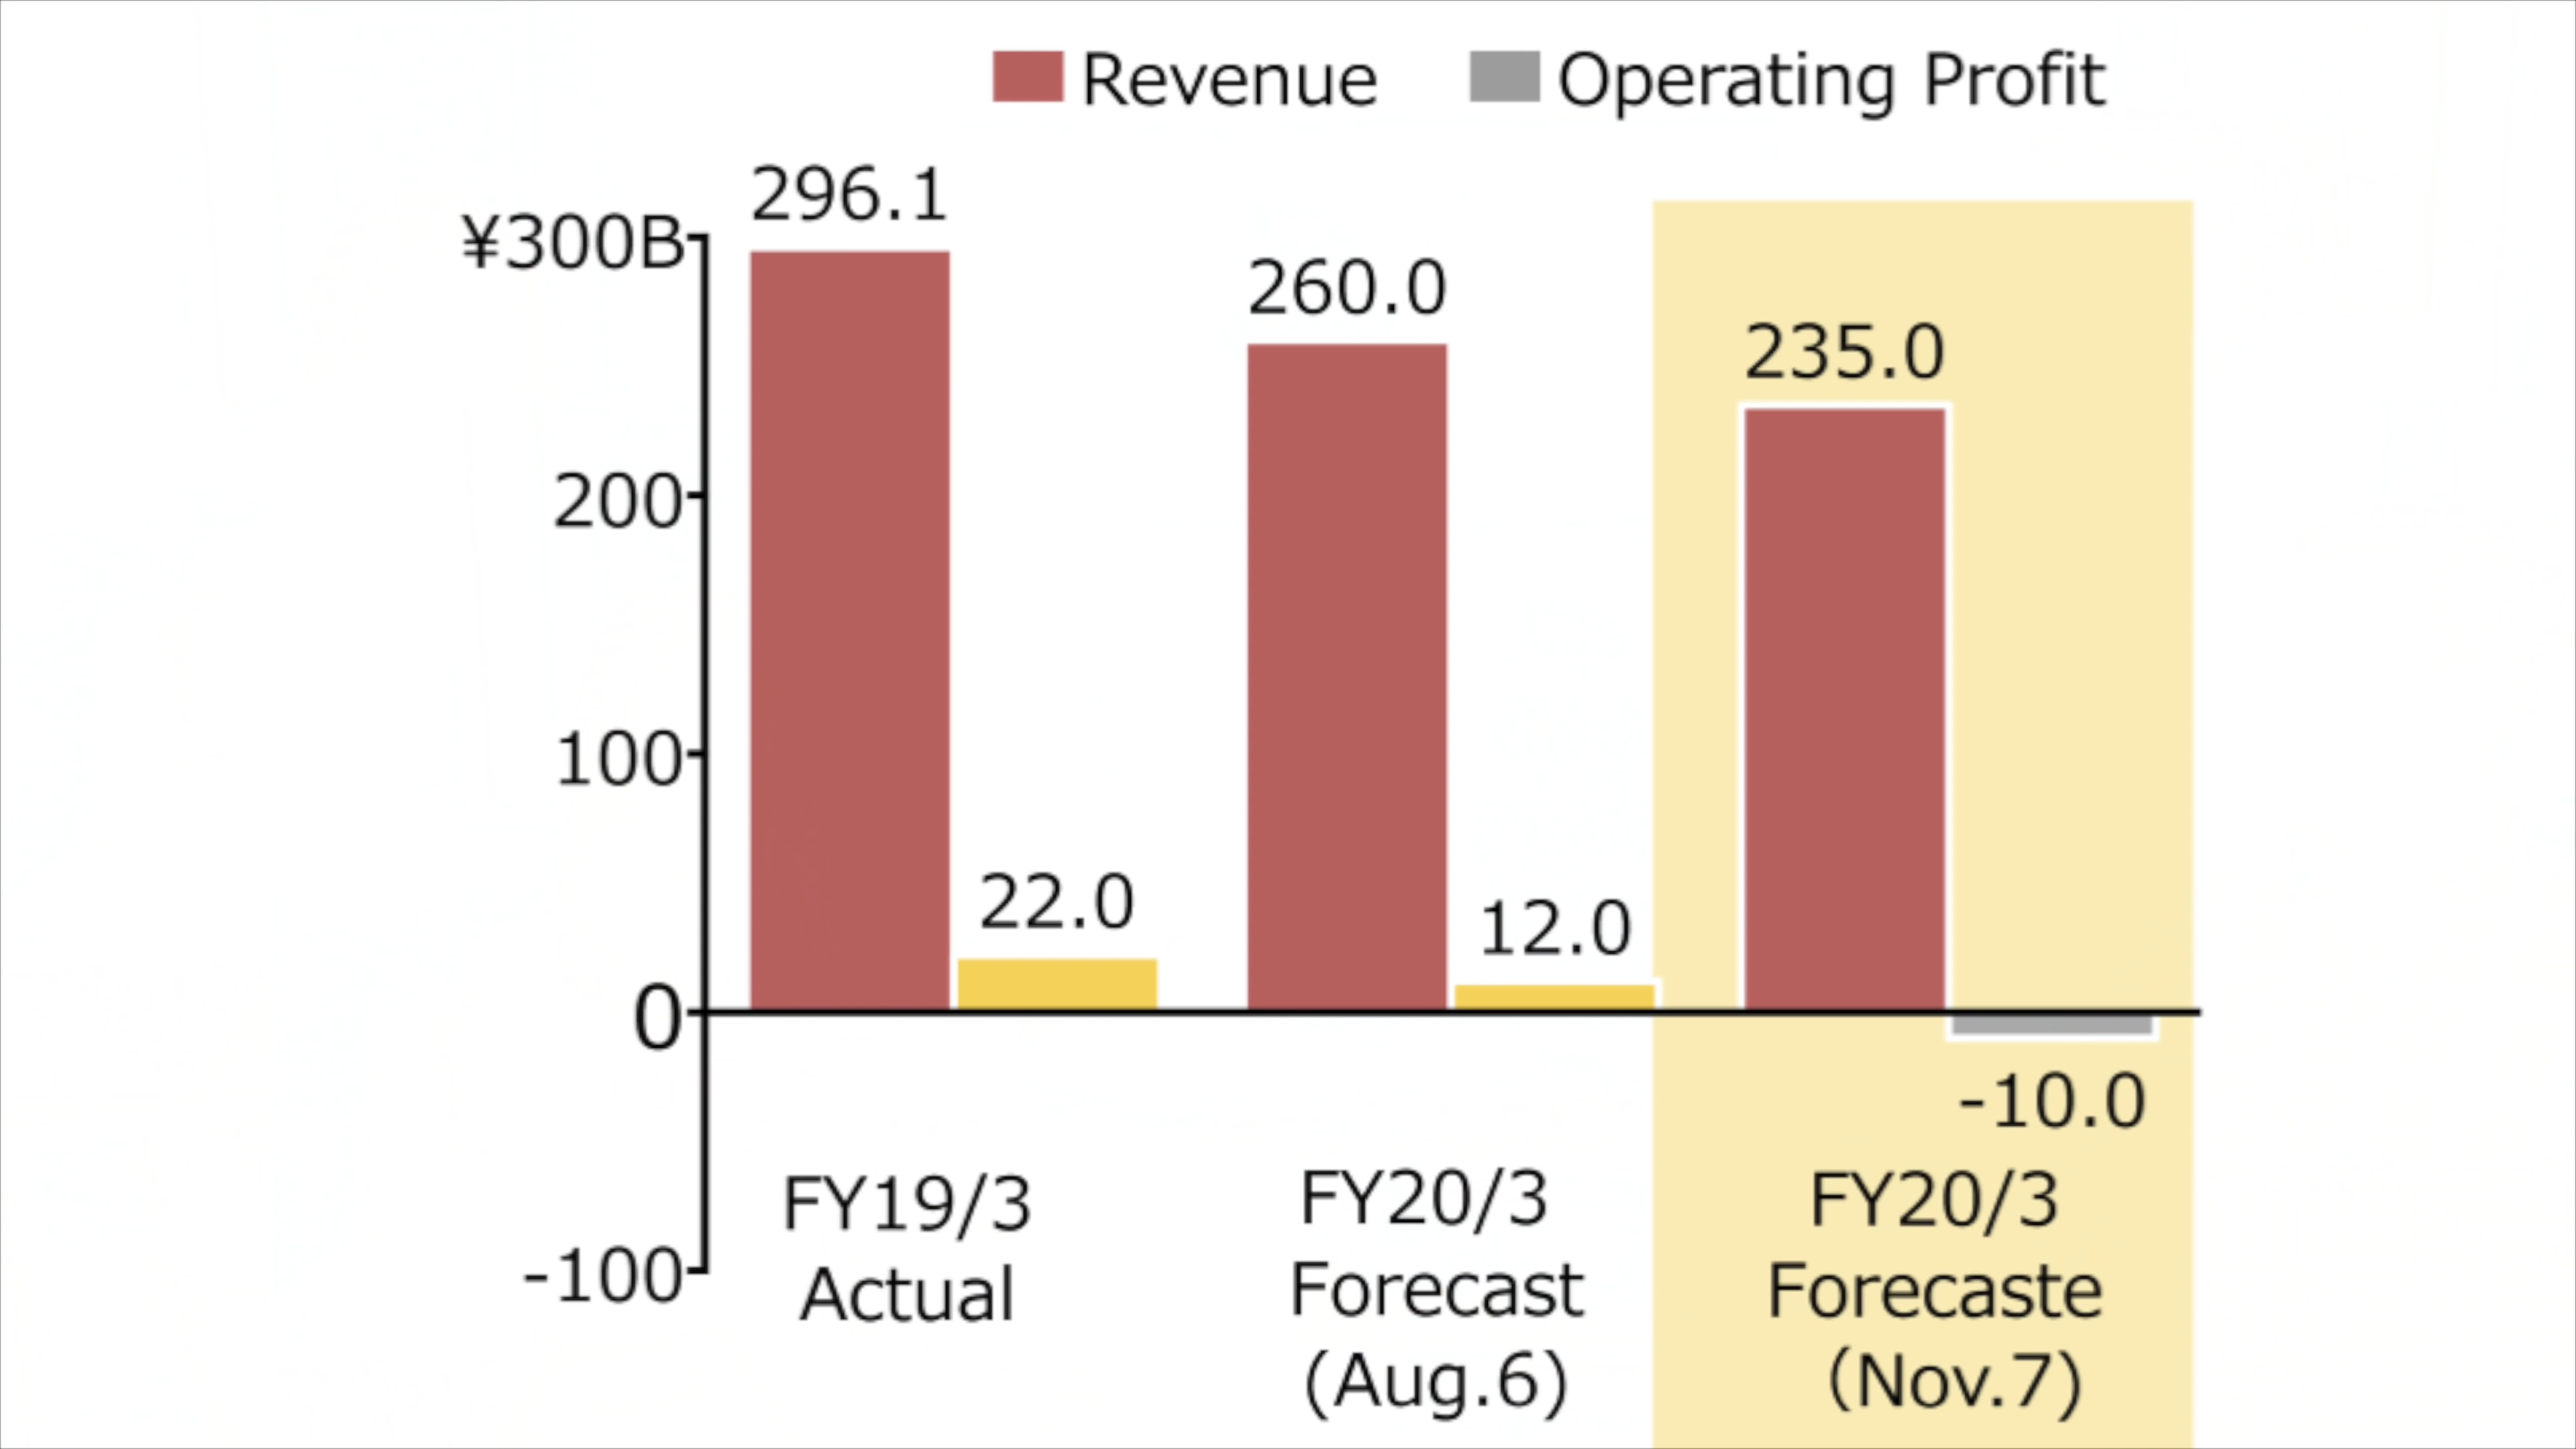 Revenue Operating Profit
296.1
¥300B
260.0
235.0
200
100
22.0
12.0
0
-10.0
-100
FY19/3
Actual
FY20/3
Forecast
(Aug.6)
FY20/3
Forecaste
(Nov.7)